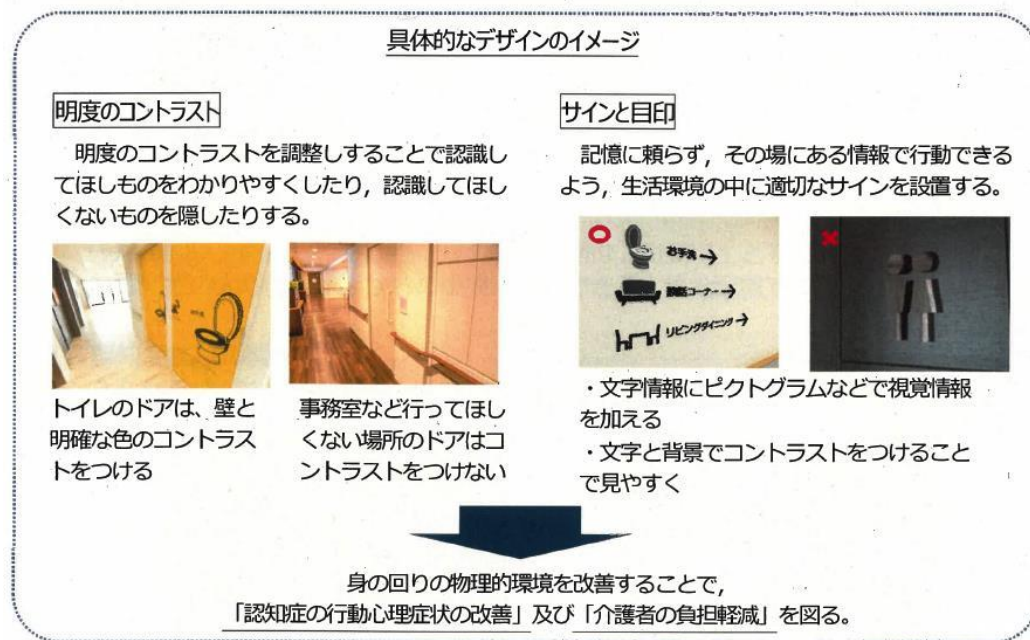 具体的なデザインのイメージ
明度のコントラスト
明度のコントラストを調整しすることで認識し
てほしものをわかりやすくしたり，認識してほし
くないものを隠したりする。
トイレのドアは、壁と
明確な色のコントラス
トをつける
事務室など行ってほし
くない場所のドアはコ
ントラストをつけない
サインと目印
記憶に頼らず，その場にある情報で行動できる
よう，生活環境の中に適切なサインを設置する。
お手洗→
談話コーナー→
リビングダイニング→
・文字情報にピクトグラムなどで視覚情報
を加える
・文字と背景でコントラストをつけること
で見やすく
身の回りの物理的環境を改善することで，
「認知症の行動心理症状の改善」及び「介護者の負担軽減」を図る。